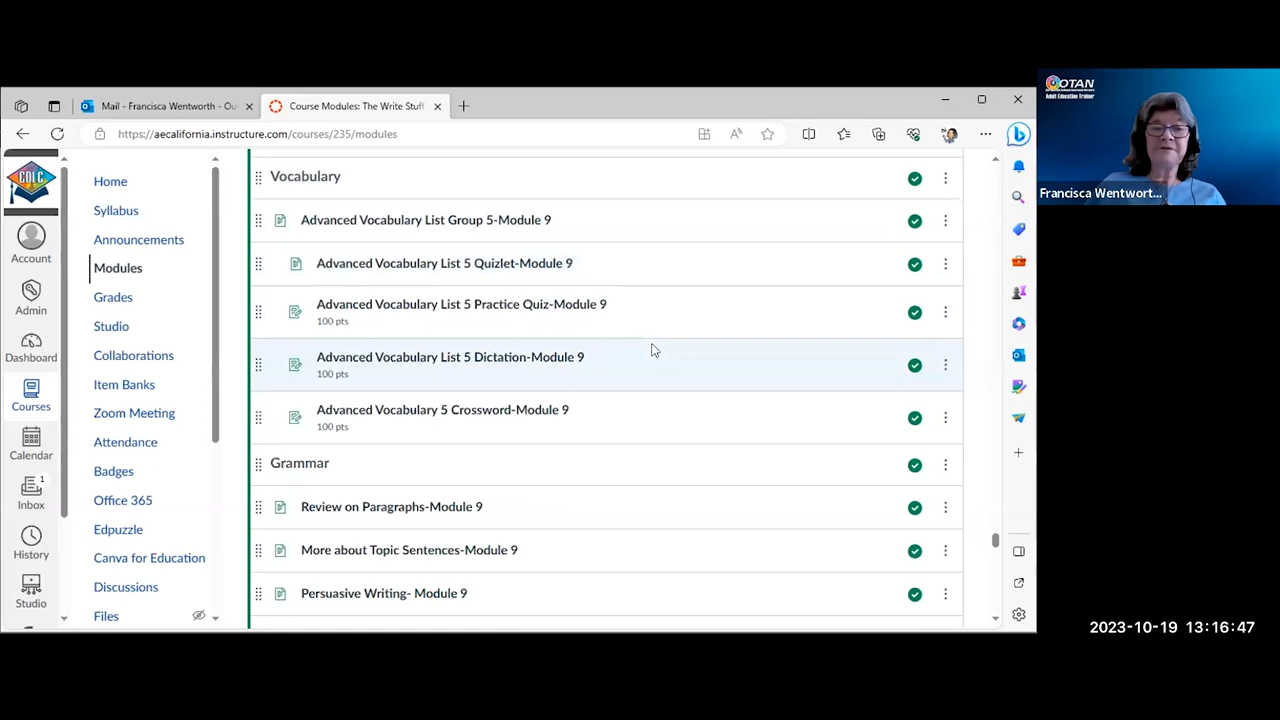 Mail - Francisca Wentworth - Ou
Course Modules: The Write Stuff
https://aecalifornia.instructure.com/courses/235/modules
CDLC
Account
Admin
Dashboard
Courses
Calendar
1
Inbox
History
Studio
Home
Syllabus
Announcements
Modules
Grades
Studio
Collaborations
Item Banks
Zoom Meeting
Attendance
Badges
Office 365
Edpuzzle
Canva for Education
Discussions
Files
Vocabulary
Advanced Vocabulary List Group 5-Module 9
Advanced Vocabulary List 5 Quizlet-Module 9
Advanced Vocabulary List 5 Practice Quiz-Module 9
100 pts
Advanced Vocabulary List 5 Dictation-Module 9
100 pts
Advanced Vocabulary 5 Crossword-Module 9
100 pts
Grammar
Review on Paragraphs-Module 9
More about Topic Sentences-Module 9
Persuasive Writing- Module 9
OTAN
Adult Education Trainer
Francisca Wentwort...
2023-10-19 13:16:47